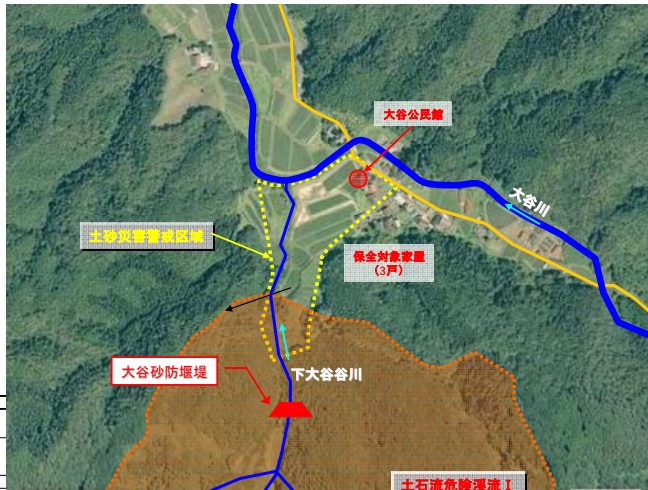 大谷公民館
大谷川
土砂災害警戒区域
保全対象家屋
(3戸)
大谷砂防堰堤
下大谷谷川
土石流危険渓流Ⅰ